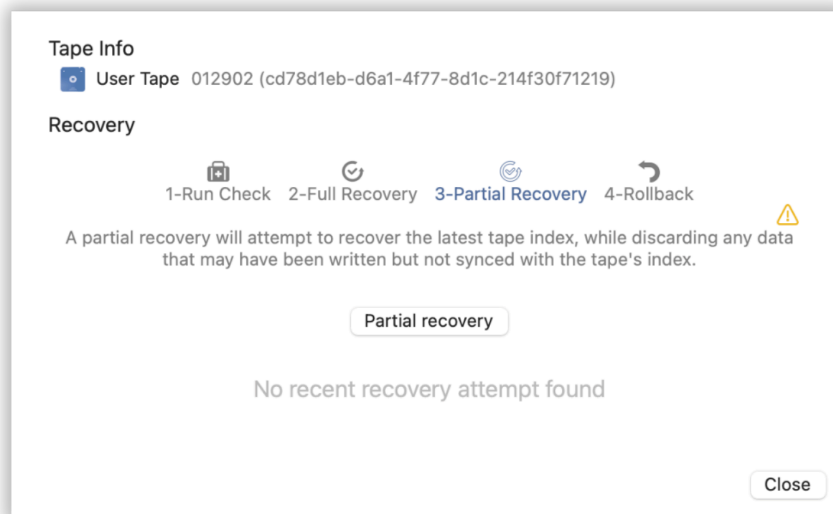 Tape Info
User Tape 012902 (cd78d1eb-d6a1-4f77-8d1c-214f30f71219)
Recovery
1-Run Check 2-Full Recovery 3-Partial Recovery 4-Rollback
A partial recovery will attempt to recover the latest tape index, while discarding any data
that may have been written but not synced with the tape's index.
Partial recovery
No recent recovery attempt found
Close